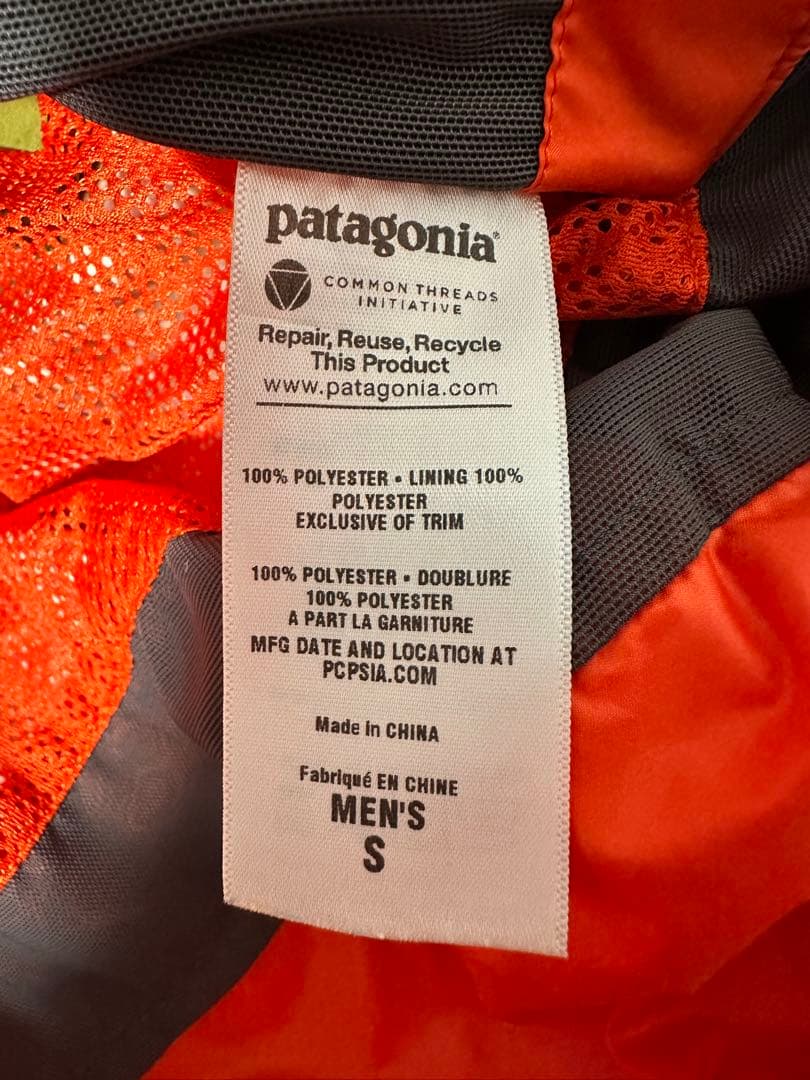 patagonia®
COMMON THREADS
INITIATIVE
Repair, Reuse, Recycle
This Product
www.patagonia.com
100% POLYESTER • LINING 100%
POLYESTER
EXCLUSIVE OF TRIM
100% POLYESTER • DOUBLURE
100% POLYESTER
À PART LA GARNITURE
MFG DATE AND LOCATION AT
PCPSIA.COM
Made in CHINA
Fabriqué EN CHINE
MEN'S
S